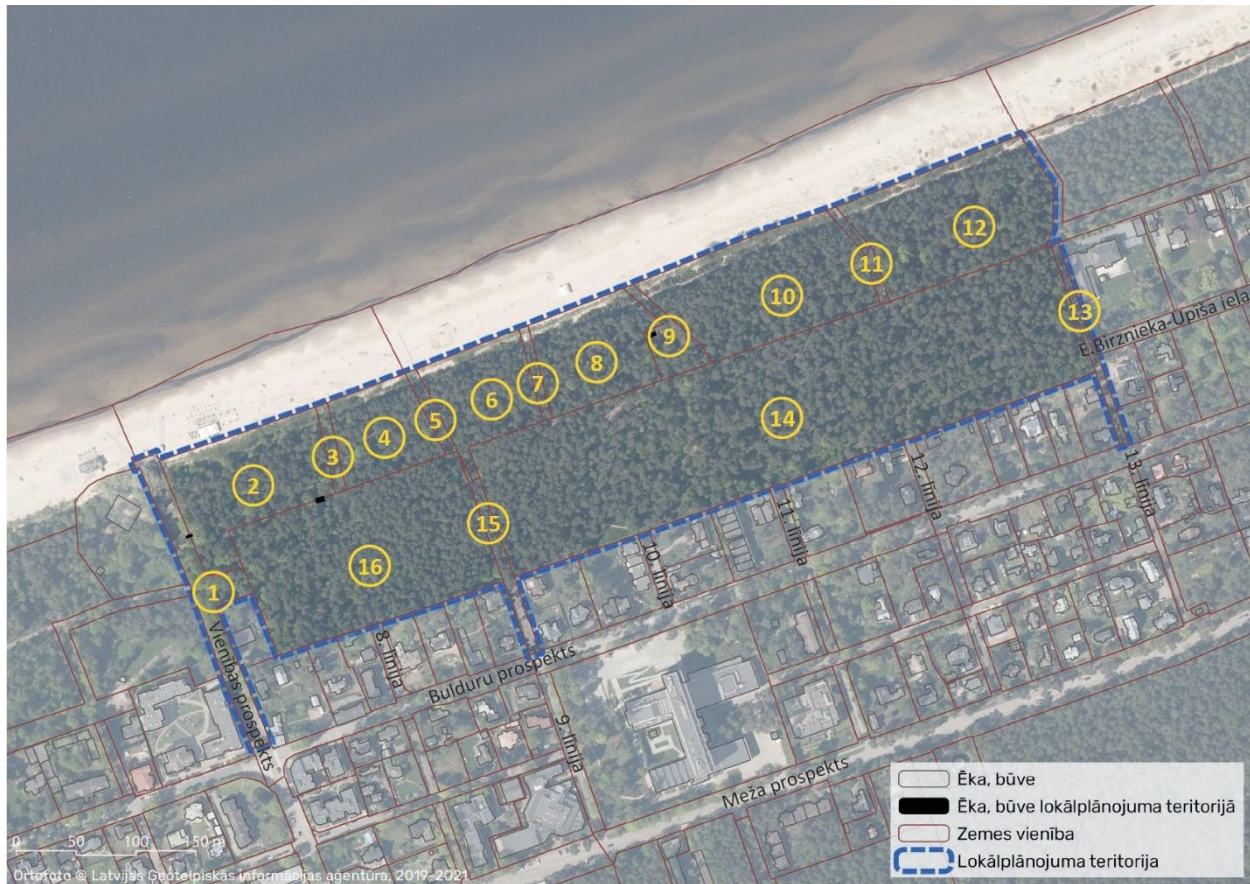 12
11
10
13
E.Birznieka-Upīša iela
9
8
7
6
5
14
4
3
2
12. līnija
13. līnija
11. līnija
15
10. līnija
16
1
Vienības prospekts
8. līnija
Bulduru prospekts
9. līnija
Meža prospekts
Ēka, būve
Ēka, būve lokālplānojuma teritorijā
Zemes vienība
Lokālplānojuma teritorija
0 50 100 150 m
Ortofoto © Latvijas Ģeotelpiskās informācijas aģentūra, 2019-2021